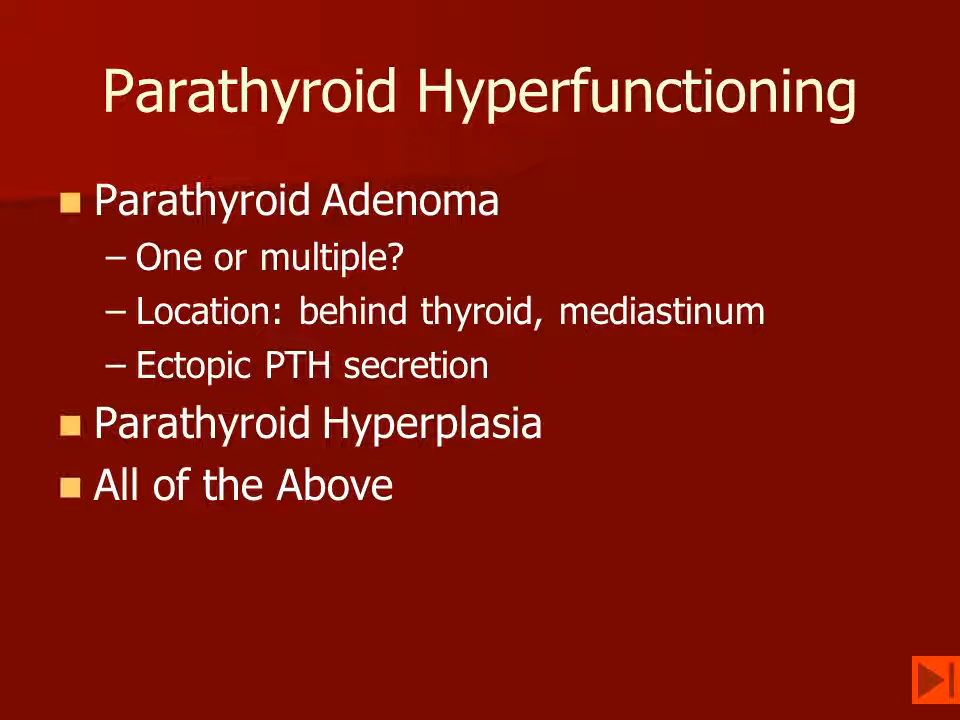 Parathyroid Hyperfunctioning
Parathyroid Adenoma
– One or multiple?
– Location: behind thyroid, mediastinum
– Ectopic PTH secretion
Parathyroid Hyperplasia
All of the Above